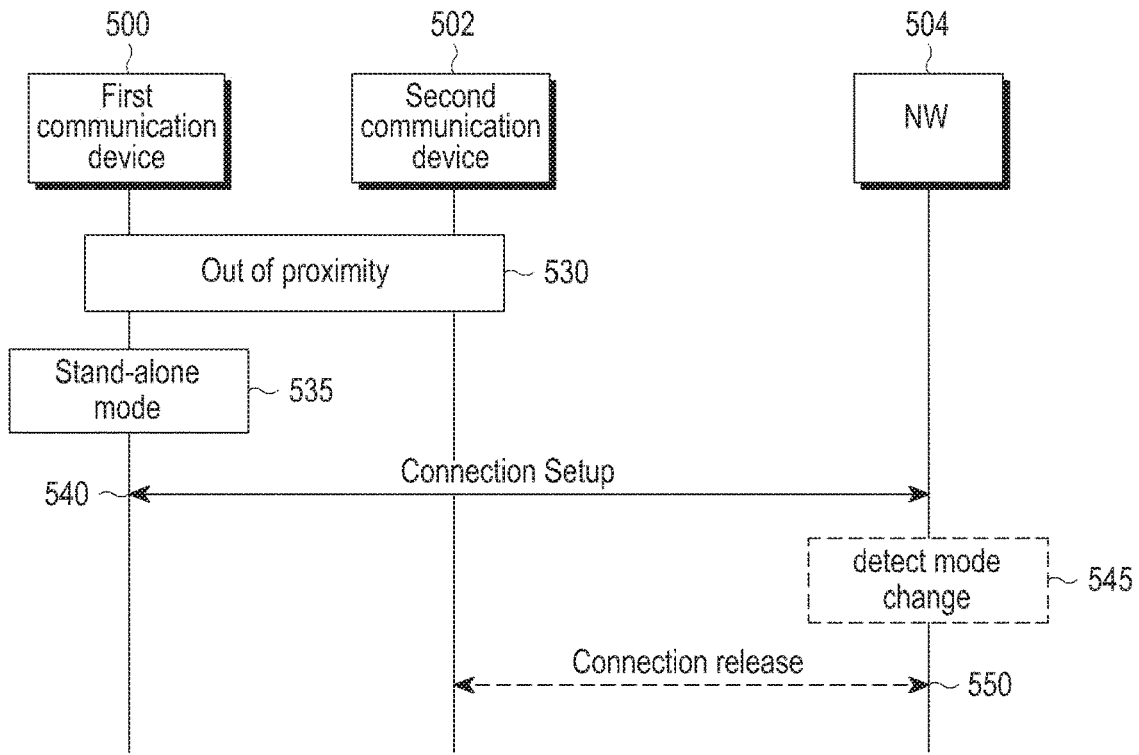 500
502
504
First
communication
device
Second
communication
device
NW
Out of proximity
530
Stand-alone
mode
535
Connection Setup
540
detect mode
change
545
Connection release
550